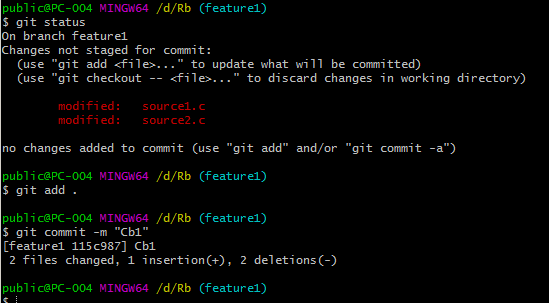 public@PC-004 MINGW64 /d/Rb (feature1)
$ git status
On branch feature1
Changes not staged for commit:
  (use "git add <file>..." to update what will be committed)
  (use "git checkout -- <file>..." to discard changes in working directory)

        modified:   source1.c
        modified:   source2.c

no changes added to commit (use "git add" and/or "git commit -a")

public@PC-004 MINGW64 /d/Rb (feature1)
$ git add .

public@PC-004 MINGW64 /d/Rb (feature1)
$ git commit -m "Cb1"
[feature1 115c987] Cb1
 2 files changed, 1 insertion(+), 2 deletions(-)

public@PC-004 MINGW64 /d/Rb (feature1)
$